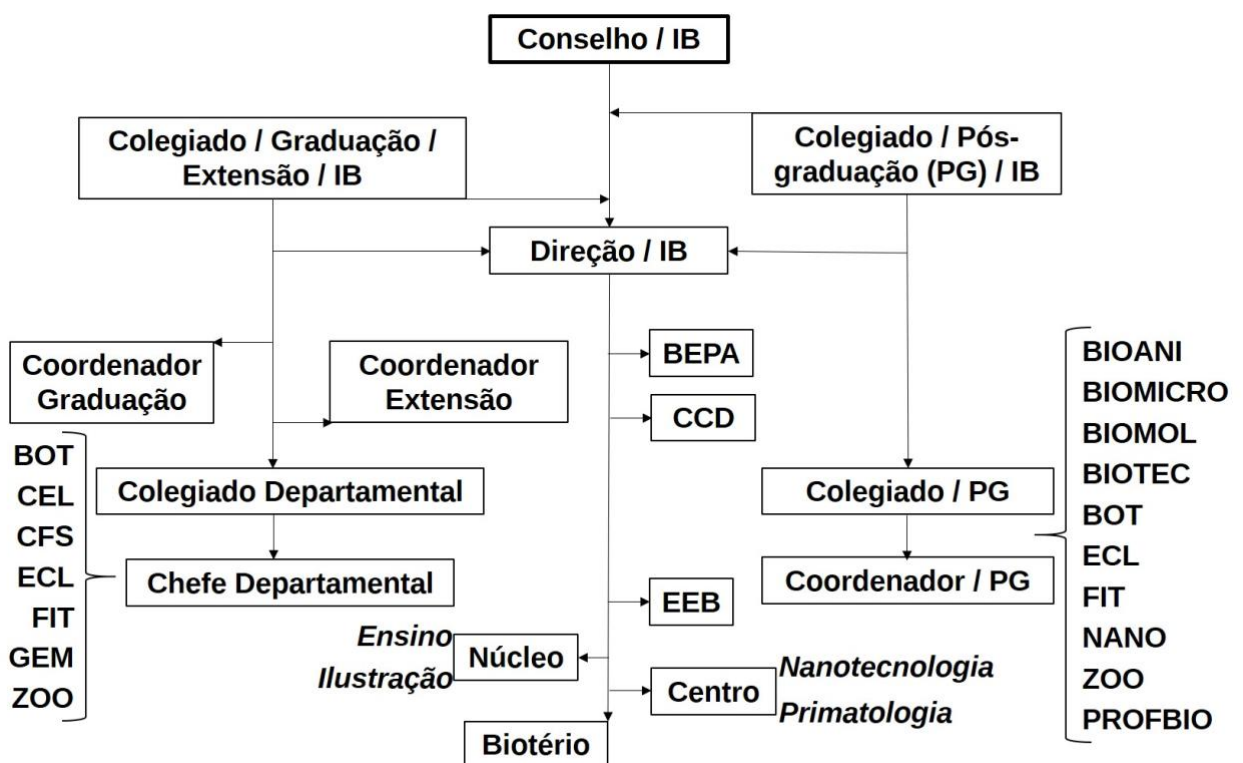 Conselho / IB
Colegiado / Graduação /
Extensão / IB
Colegiado / Pós-
graduação (PG) / IB
Direção / IB
Coordenador
Graduação
Coordenador
Extensão
BEPA
CCD
BOT
CEL
CFS
ECL
FIT
GEM
ZOO
Colegiado Departamental
Chefe Departamental
EEB
Ensino
Ilustração
Núcleo
Centro
Nanotecnologia
Primatologia
Biotério
Colegiado / PG
Coordenador / PG
BIOANI
BIOMICRO
BIOMOL
BIOTEC
BOT
ECL
FIT
NANO
ZOO
PROFBIO